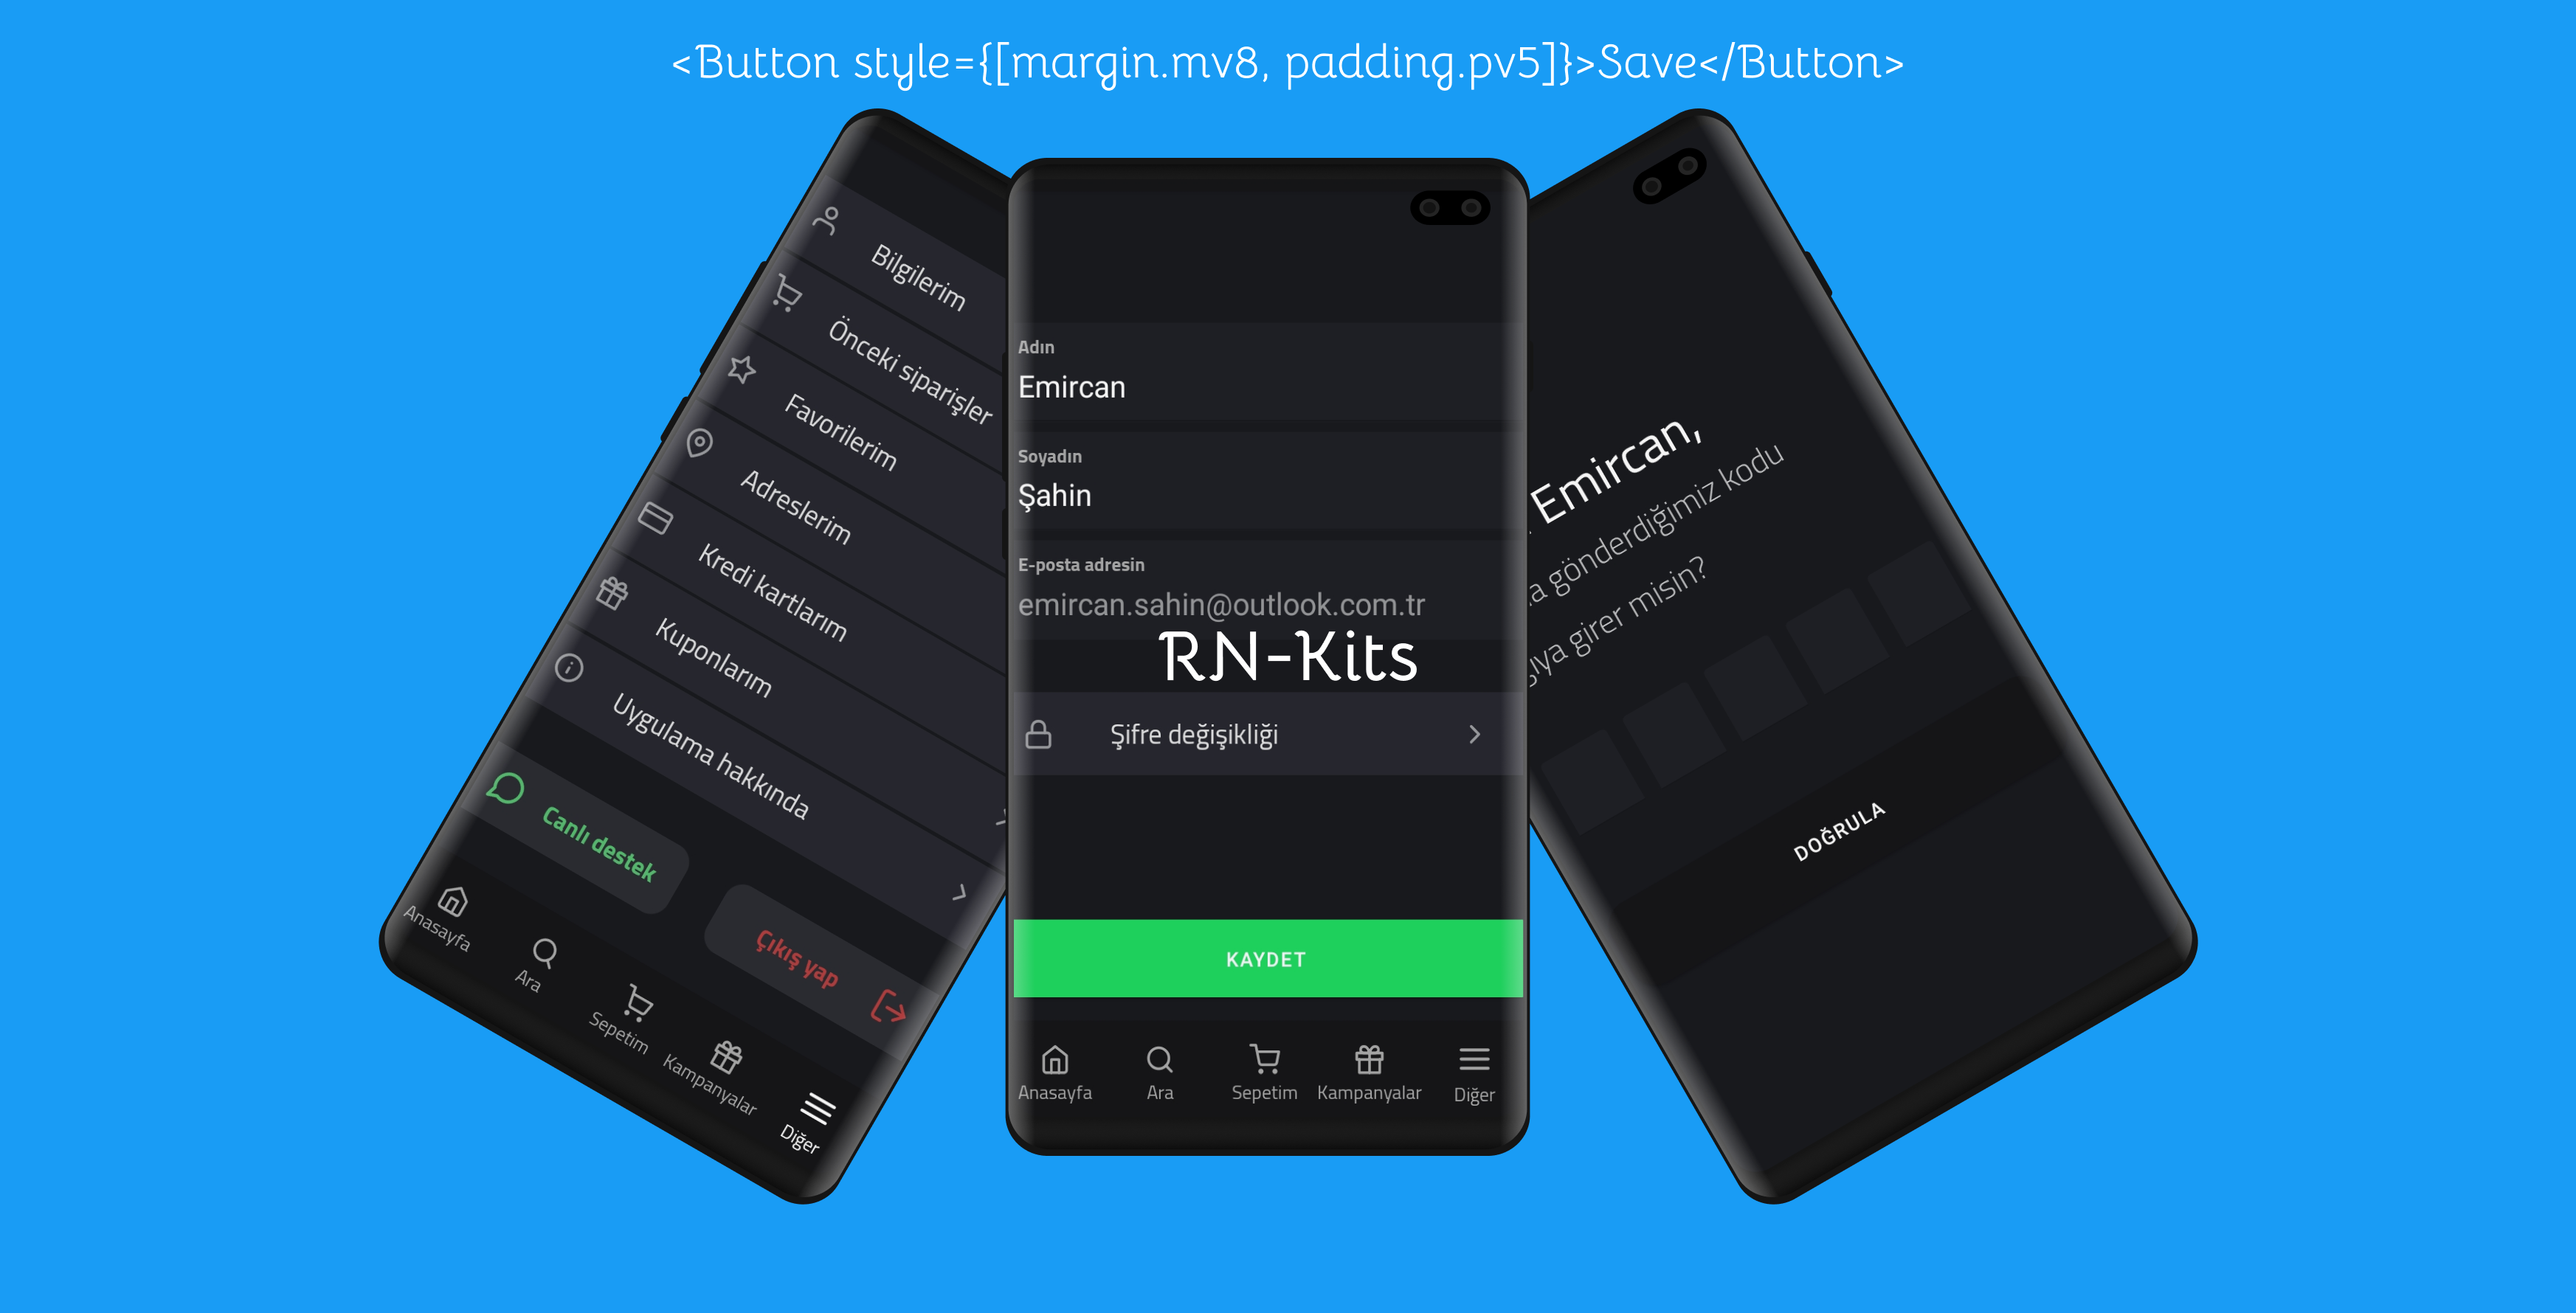 <Button style={[margin.mv8, padding.pv5]}>Save</Button>
Bilgilerim
Önceki siparişler
Favorilerim
Adreslerim
Kredi kartlarım
Kuponlarım
Uygulama hakkında
Canlı destek
Çıkış yap
Anasayfa
Ara
Sepetim
Kampanyalar
Diğer
Adın
Emircan
Soyadın
Şahin
E-posta adresin
emircan.sahin@outlook.com.tr
RN-Kits
Şifre değişikliği
KAYDET
Anasayfa Ara Sepetim Kampanyalar Diğer
Emircan,
gönderdiğimiz kodu
girer misin?
DOĞRULA